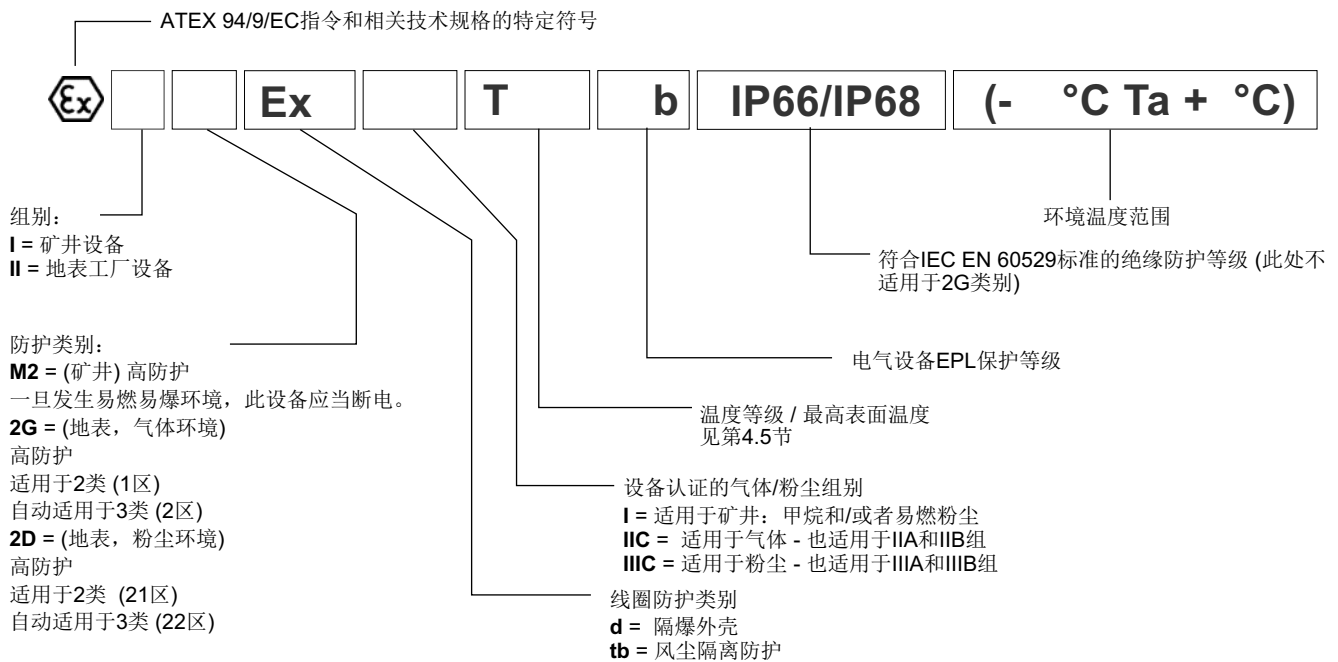 ATEX 94/9/EC指令和相关技术规格的特定符号
Ex Ex T b IP66/IP68 (- °C Ta + °C)
组别：
I = 矿井设备
II = 地表工厂设备
环境温度范围
符合IEC EN 60529标准的绝缘防护等级 (此处不
适用于2G类别)
防护类别：
M2 = (矿井) 高防护
一旦发生易燃易爆环境，此设备应当断电。
2G = (地表，气体环境)
高防护
适用于2类 (1区)
自动适用于3类 (2区)
2D = (地表，粉尘环境)
高防护
适用于2类 (21区)
自动适用于3类 (22区)
电气设备EPL保护等级
温度等级 / 最高表面温度
见第4.5节
设备认证的气体/粉尘组别
I = 适用于矿井：甲烷和/或者易燃粉尘
IIC = 适用于气体 - 也适用于IIA和IIB组
IIIC = 适用于粉尘 - 也适用于IIIA和IIIB组
线圈防护类别
d = 隔爆外壳
tb = 风尘隔离防护